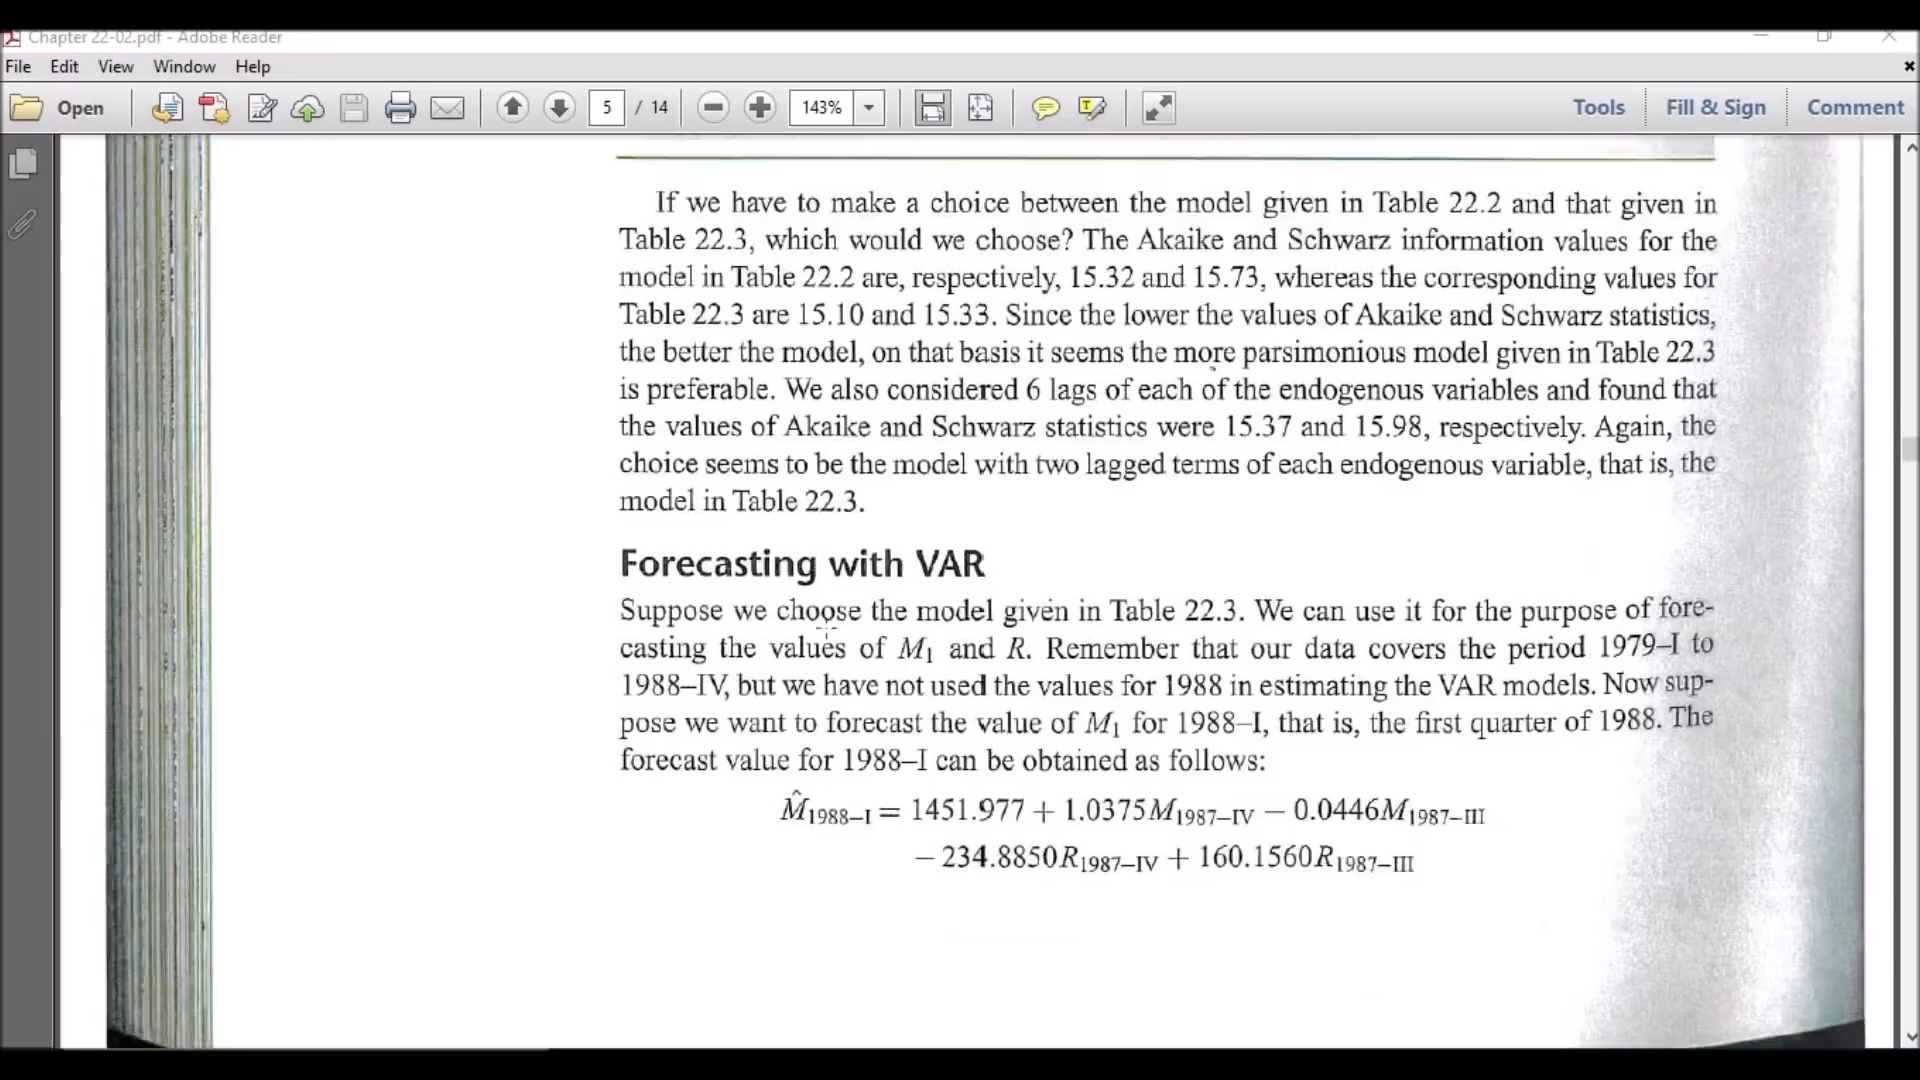 Chapter 22-02.pdf - Adobe Reader
File Edit View Window Help
Open 5 / 14 143% Tools Fill & Sign Comment
If we have to make a choice between the model given in Table 22.2 and that given in
Table 22.3, which would we choose? The Akaike and Schwarz information values for the
model in Table 22.2 are, respectively, 15.32 and 15.73, whereas the corresponding values for
Table 22.3 are 15.10 and 15.33. Since the lower the values of Akaike and Schwarz statistics,
the better the model, on that basis it seems the more parsimonious model given in Table 22.3
is preferable. We also considered 6 lags of each of the endogenous variables and found that
the values of Akaike and Schwarz statistics were 15.37 and 15.98, respectively. Again, the
choice seems to be the model with two lagged terms of each endogenous variable, that is, the
model in Table 22.3.
Forecasting with VAR
Suppose we choose the model given in Table 22.3. We can use it for the purpose of fore-
casting the values of M₁ and R. Remember that our data covers the period 1979–I to
1988–IV, but we have not used the values for 1988 in estimating the VAR models. Now sup-
pose we want to forecast the value of M₁ for 1988–I, that is, the first quarter of 1988. The
forecast value for 1988–I can be obtained as follows:
M̂1988–I = 1451.977 + 1.0375M1987–IV − 0.0446M1987–III
− 234.8850R1987–IV + 160.1560R1987–III